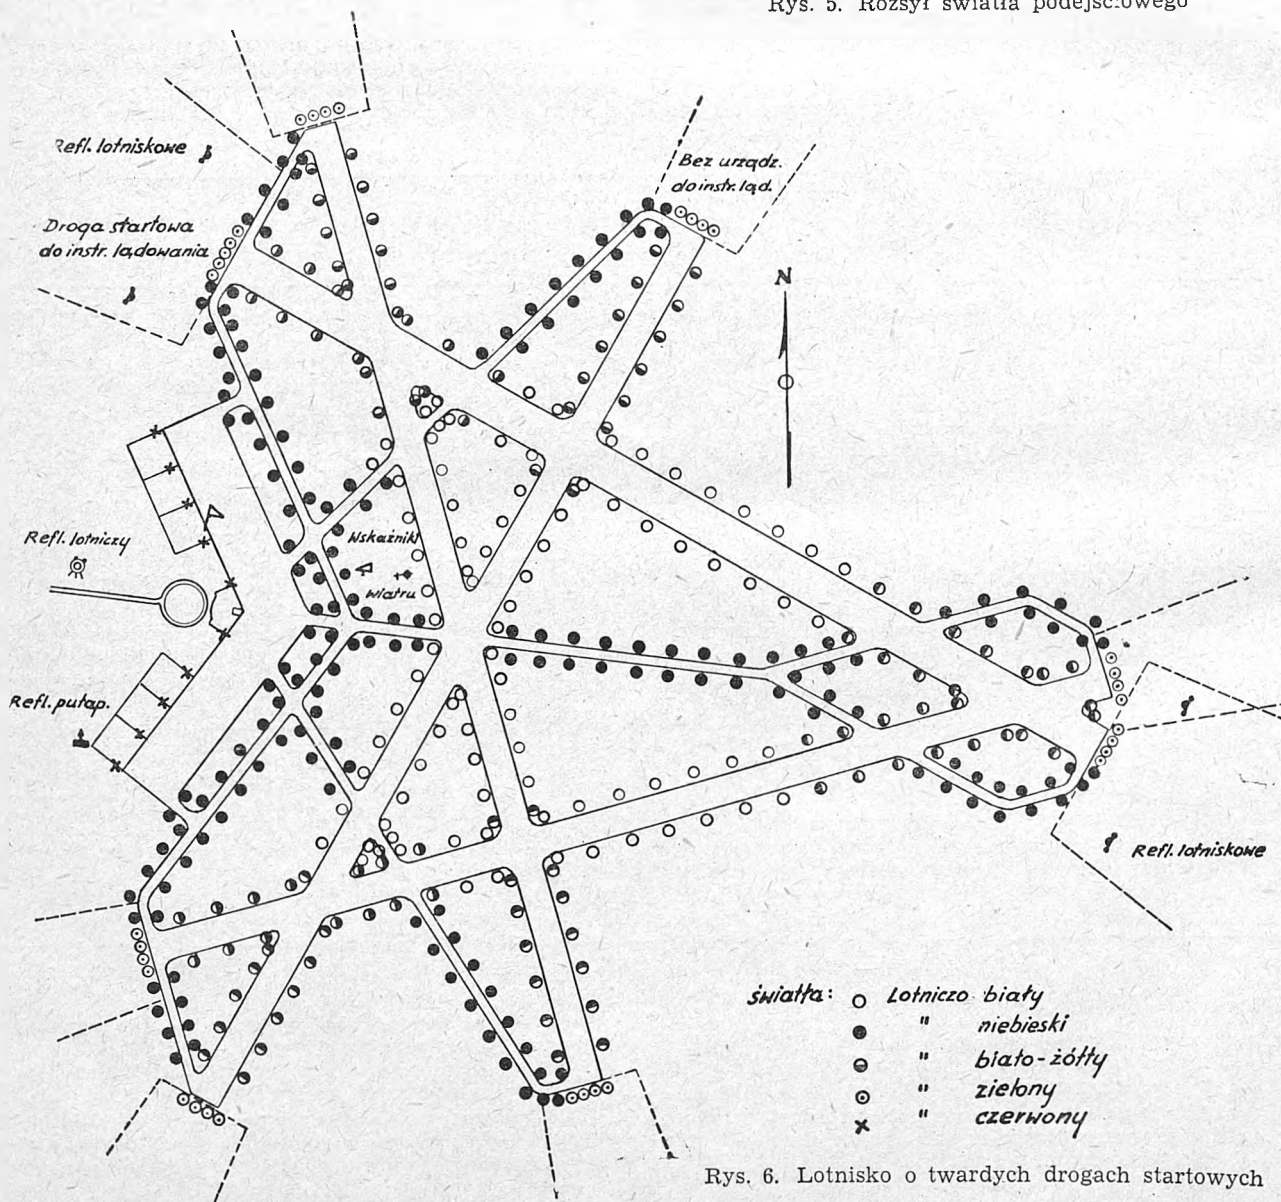 Rys. 5. Rozsył światła podejściowego
Refl. lotniskowe
Bez urządz.
do instr. ląd.
Droga startowa
do instr. lądowania
N
Refl. lotniczy
Wskaźniki
wiatru
Refl. pułap.
Refl. lotniskowe
światła: Lotniczo biały
" niebieski
" biało-żółty
" zielony
" czerwony
Rys. 6. Lotnisko o twardych drogach startowych